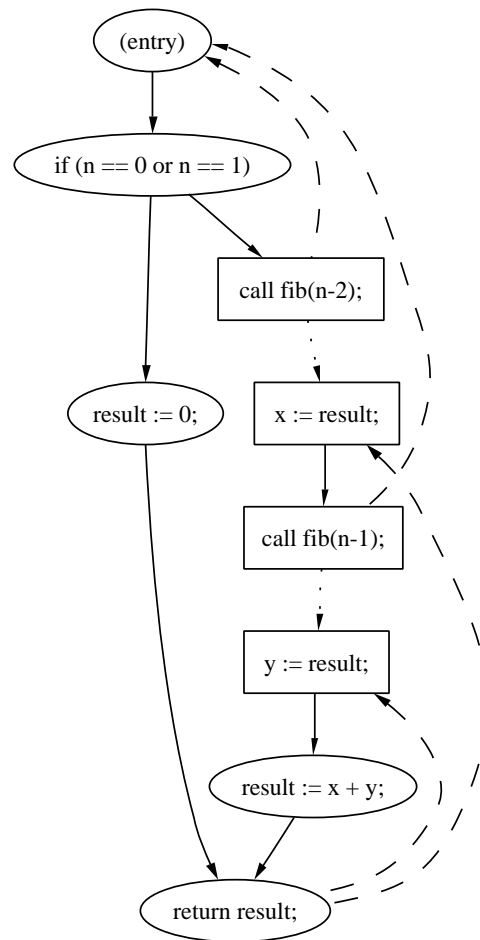 (entry)
if (n == 0 or n == 1)
call fib(n-2);
result := 0;
x := result;
call fib(n-1);
y := result;
result := x + y;
return result;